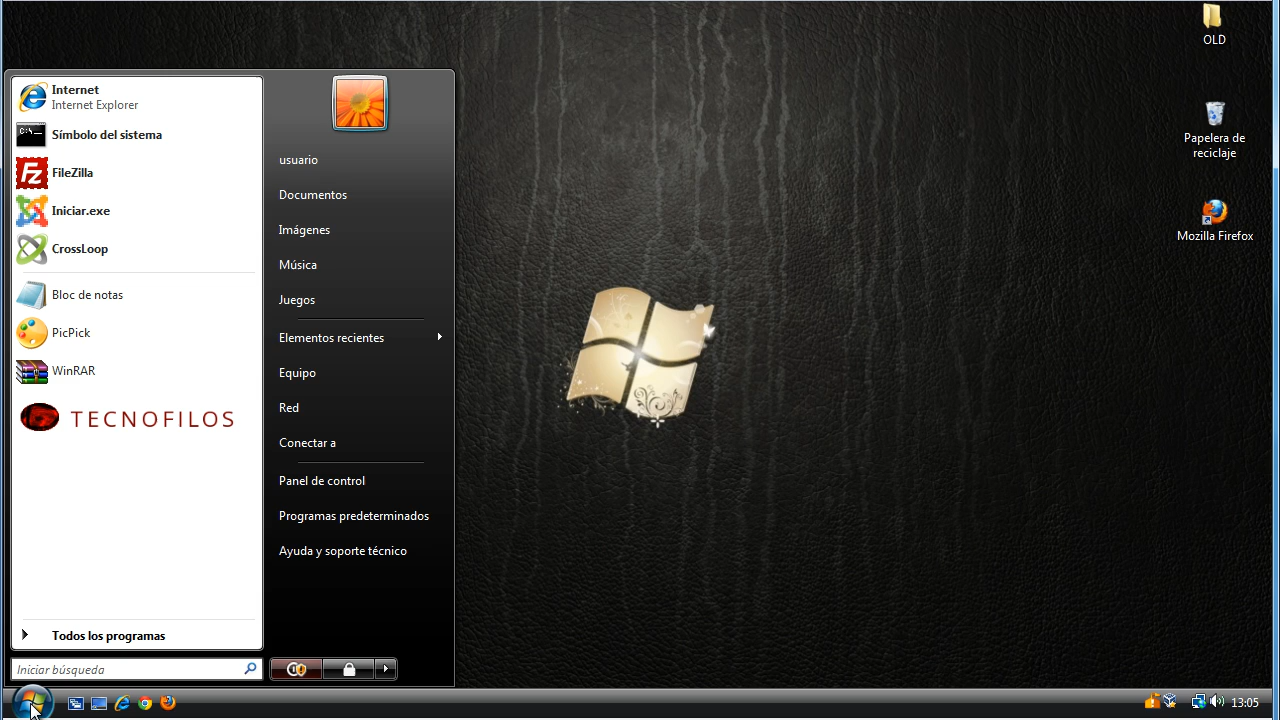 Internet
Internet Explorer
Símbolo del sistema
FileZilla
Iniciar.exe
CrossLoop
Bloc de notas
PicPick
WinRAR
TECNOFILOS
Todos los programas
Iniciar búsqueda
usuario
Documentos
Imágenes
Música
Juegos
Elementos recientes
Equipo
Red
Conectar a
Panel de control
Programas predeterminados
Ayuda y soporte técnico
OLD
Papelera de
reciclaje
Mozilla Firefox
13:05